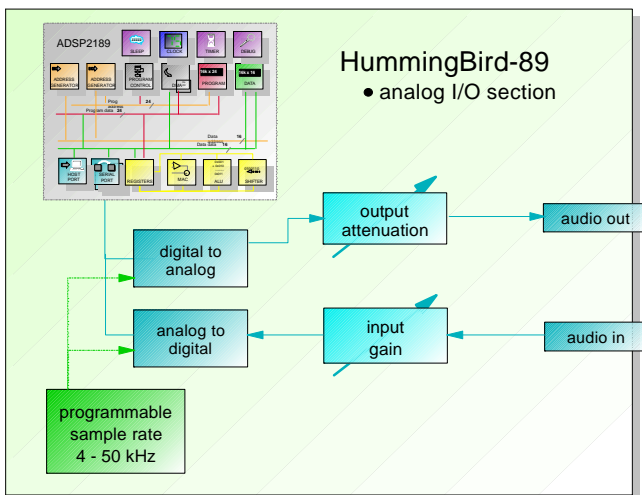 ADSP2189
SLEEP
CLOCK
TIMER
DEBUG
ADDRESS
GENERATOR
ADDRESS
GENERATOR
PROGRAM
CONTROL
16k x 24
PROGRAM
16k x 16
DATA
Prog
address
24
Program data
24
Data
address
16
Data data
16
HOST
PORT
SERIAL
PORT
REGISTERS
MAC
ALU
SHIFTER
HummingBird-89
● analog I/O section
output
attenuation
audio out
digital to
analog
analog to
digital
input
gain
audio in
programmable
sample rate
4 - 50 kHz